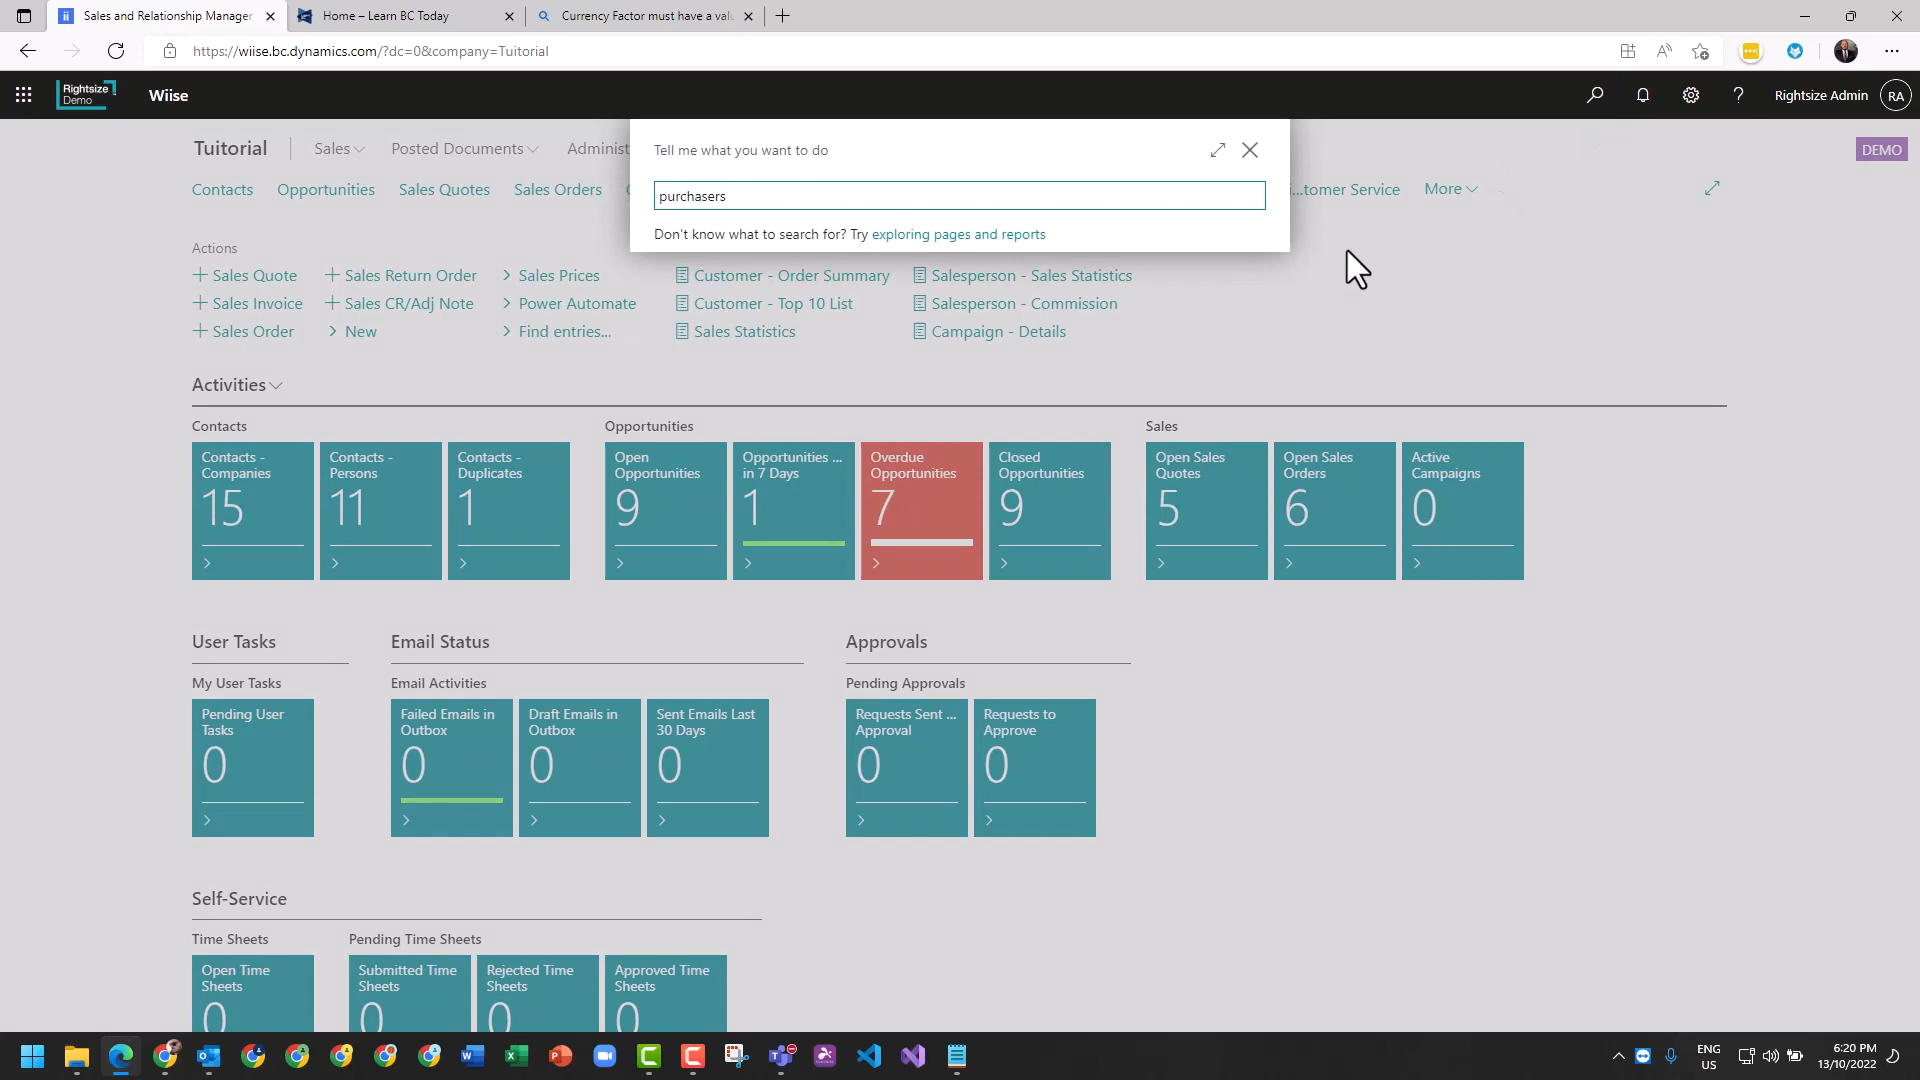 Sales and Relationship Manager
Home – Learn BC Today
Currency Factor must have a valu
https://wiise.bc.dynamics.com/?dc=0&company=Tuitorial
Rightsize
Demo
Wiise
Rightsize Admin
RA
Tuitorial
Sales
Posted Documents
Administ
DEMO
Contacts
Opportunities
Sales Quotes
Sales Orders
...tomer Service
More
Tell me what you want to do
purchasers
Don't know what to search for? Try exploring pages and reports
Actions
Sales Quote
Sales Return Order
Sales Prices
Customer - Order Summary
Salesperson - Sales Statistics
Sales Invoice
Sales CR/Adj Note
Power Automate
Customer - Top 10 List
Salesperson - Commission
Sales Order
New
Find entries...
Sales Statistics
Campaign - Details
Activities
Contacts
Opportunities
Sales
Contacts -
Companies
15
Contacts -
Persons
11
Contacts -
Duplicates
1
Open
Opportunities
9
Opportunities ...
in 7 Days
1
Overdue
Opportunities
7
Closed
Opportunities
9
Open Sales
Quotes
5
Open Sales
Orders
6
Active
Campaigns
0
User Tasks
Email Status
Approvals
My User Tasks
Email Activities
Pending Approvals
Pending User
Tasks
0
Failed Emails in
Outbox
0
Draft Emails in
Outbox
0
Sent Emails Last
30 Days
0
Requests Sent ...
Approval
0
Requests to
Approve
0
Self-Service
Time Sheets
Pending Time Sheets
Open Time
Sheets
0
Submitted Time
Sheets
0
Rejected Time
Sheets
0
Approved Time
Sheets
0
ENG
US
6:20 PM
13/10/2022